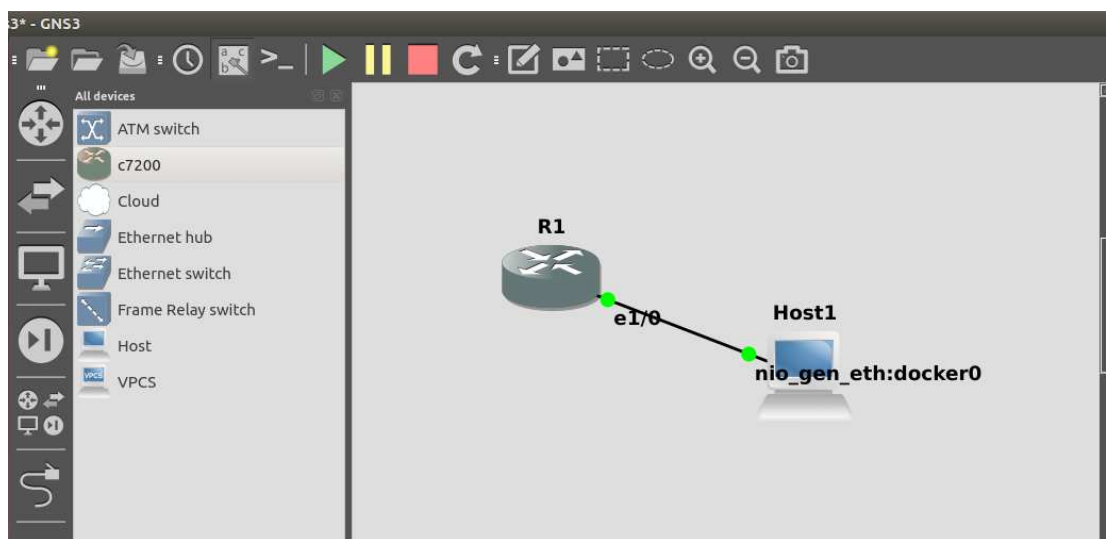 3* - GNS3
All devices
ATM switch
c7200
Cloud
Ethernet hub
Ethernet switch
Frame Relay switch
Host
VPCS
R1
e1/0
Host1
nio_gen_eth:docker0